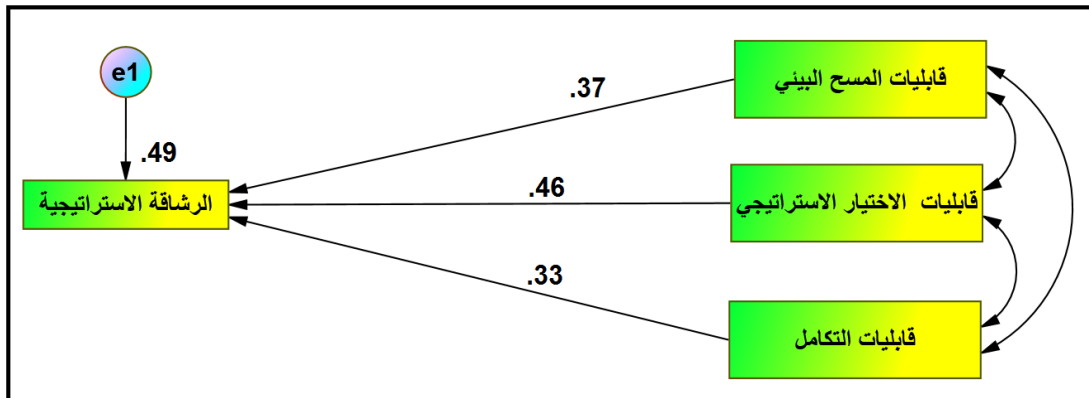 e1
.49
الرشاقة الاستراتيجية
.37
.46
.33
قابليات المسح البيئي
قابليات الاختيار الاستراتيجي
قابليات التكامل